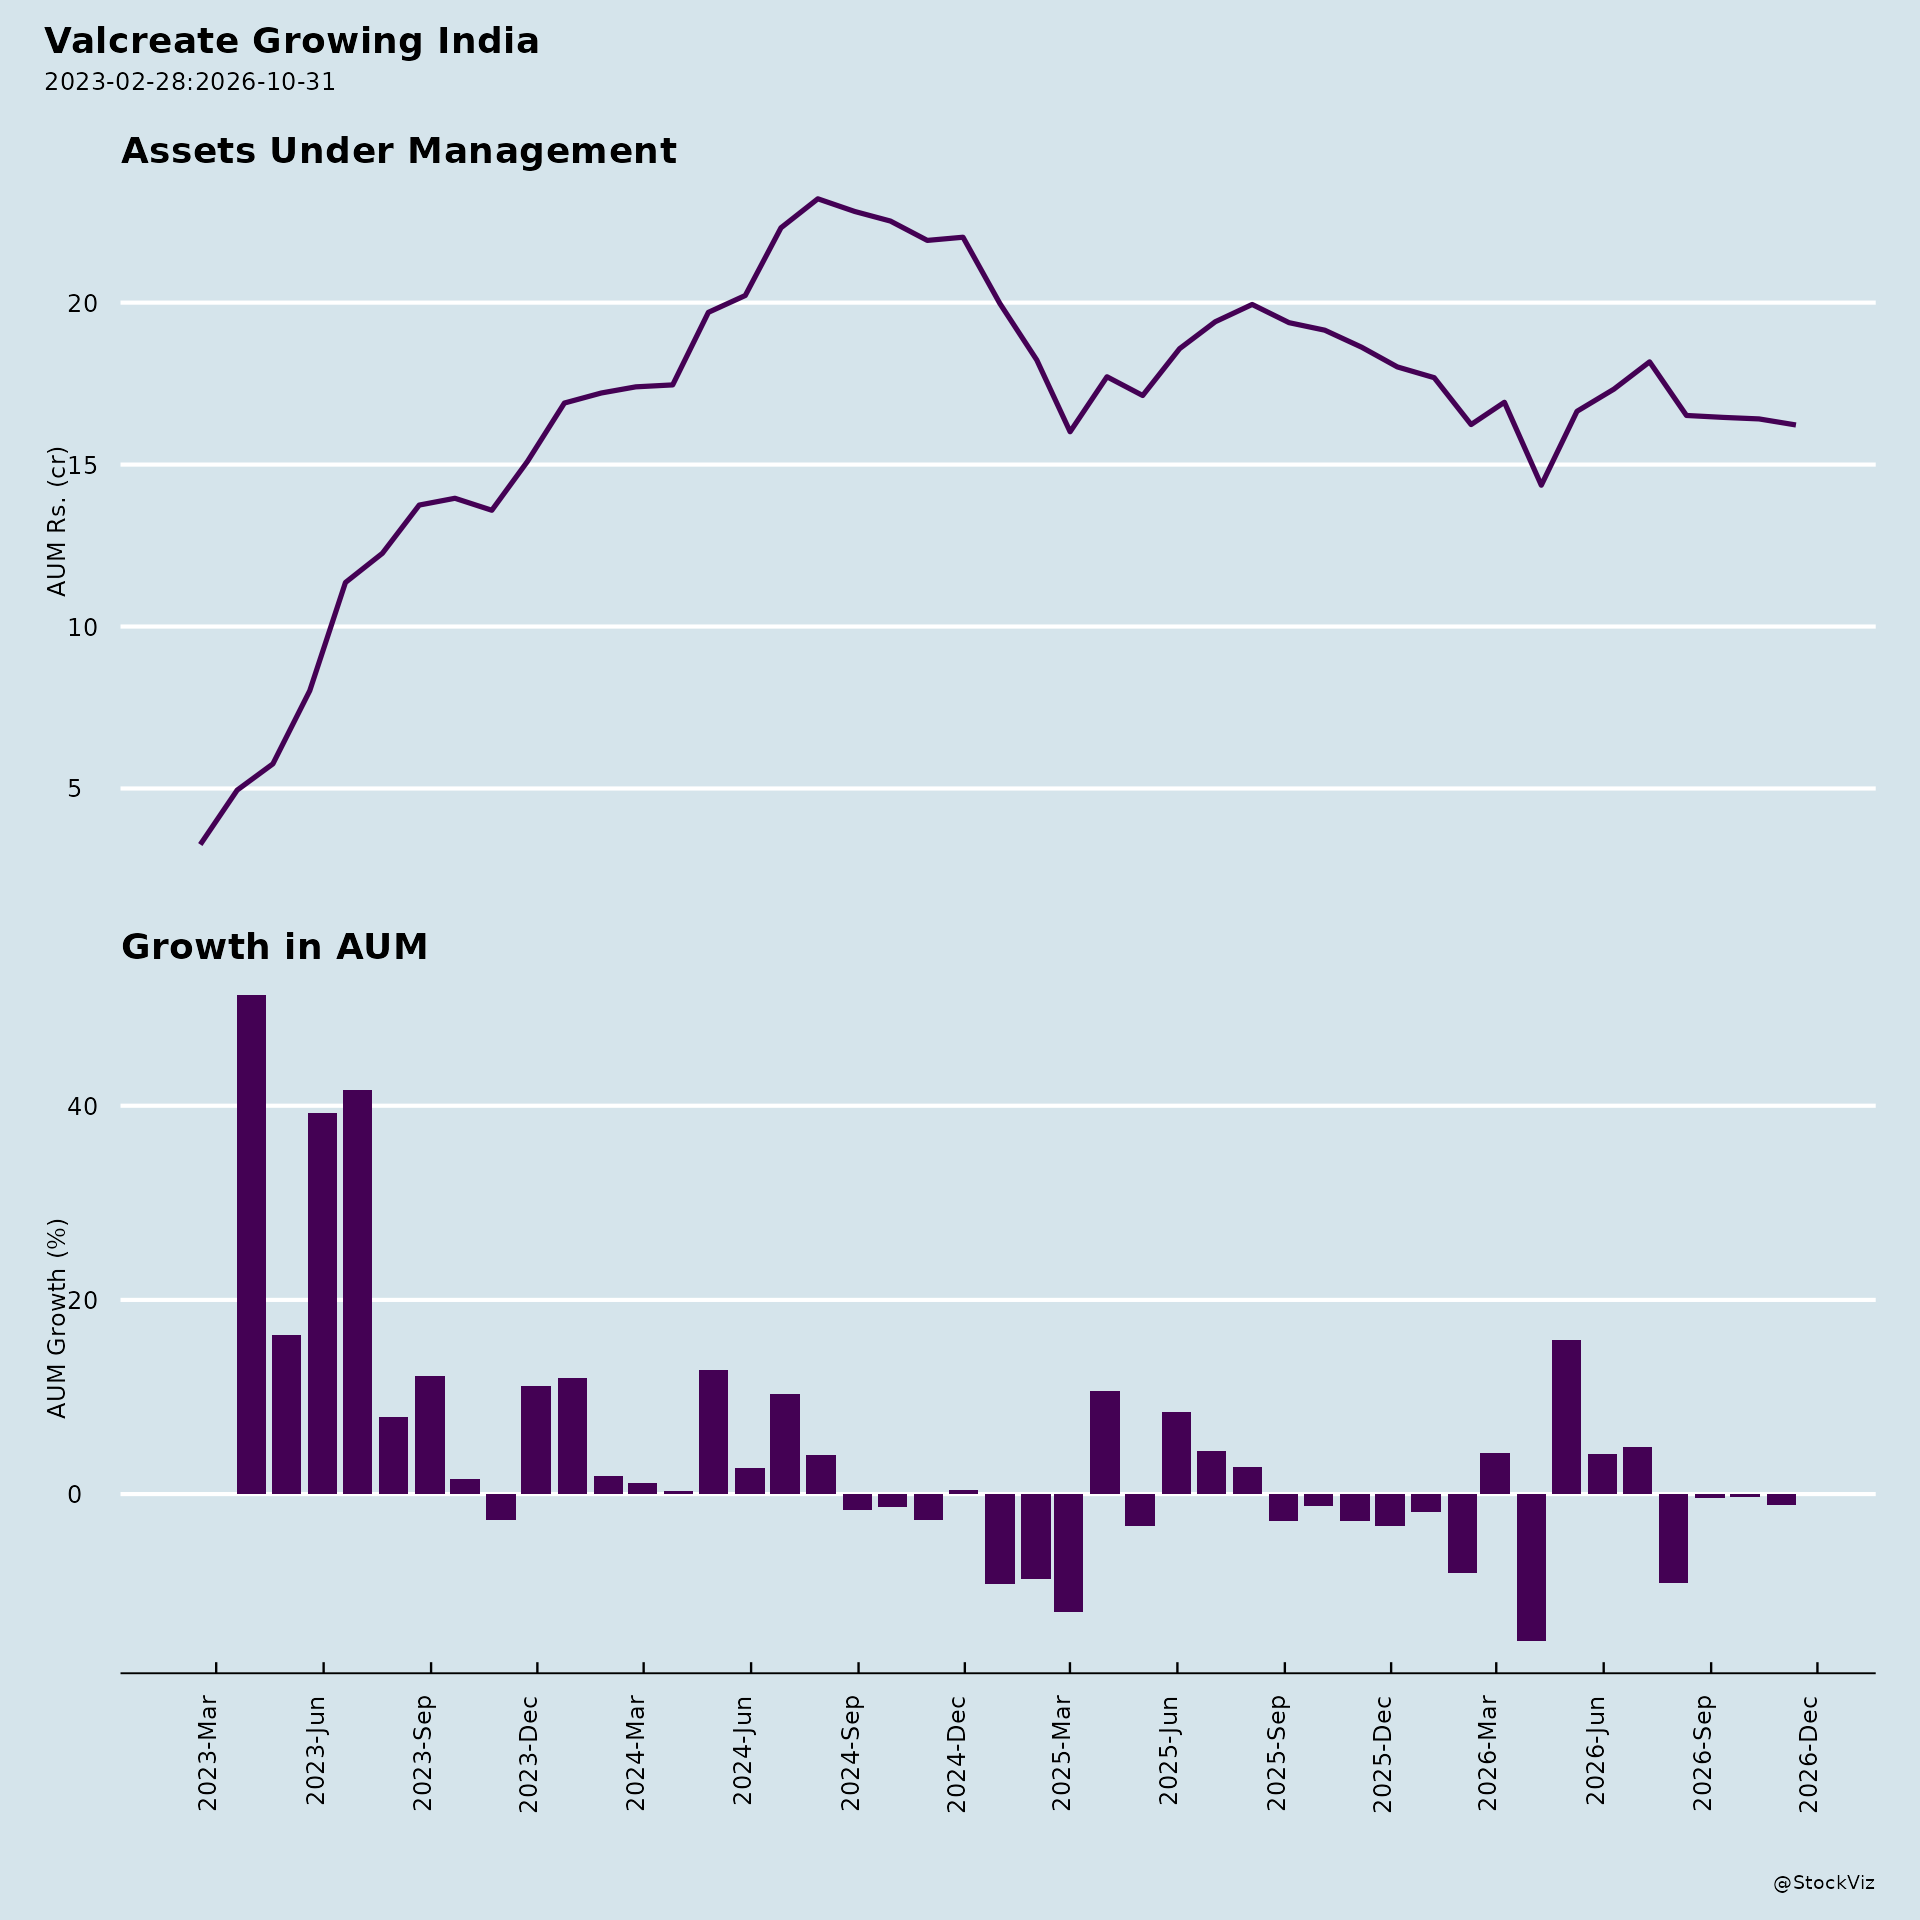 Valcreate Growing India
2023-02-28:2026-10-31
Assets Under Management
AUM Rs. (cr)
20
15
10
5
Growth in AUM
AUM Growth (%)
40
20
0
2023-Mar
2023-Jun
2023-Sep
2023-Dec
2024-Mar
2024-Jun
2024-Sep
2024-Dec
2025-Mar
2025-Jun
2025-Sep
2025-Dec
2026-Mar
2026-Jun
2026-Sep
2026-Dec
@StockViz